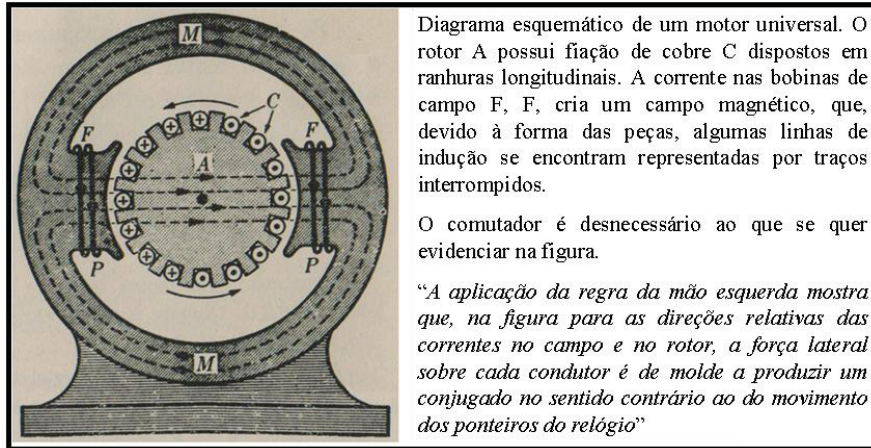 M
F
C
F
A
P
P
M
Diagrama esquemático de um motor universal. O
rotor A possui fiação de cobre C dispostos em
ranhuras longitudinais. A corrente nas bobinas de
campo F, F, cria um campo magnético, que,
devido à forma das peças, algumas linhas de
indução se encontram representadas por traços
interrompidos.
O comutador é desnecessário ao que se quer
evidenciar na figura.
“A aplicação da regra da mão esquerda mostra
que, na figura para as direções relativas das
correntes no campo e no rotor, a força lateral
sobre cada condutor é de molde a produzir um
conjugado no sentido contrário ao do movimento
dos ponteiros do relógio”